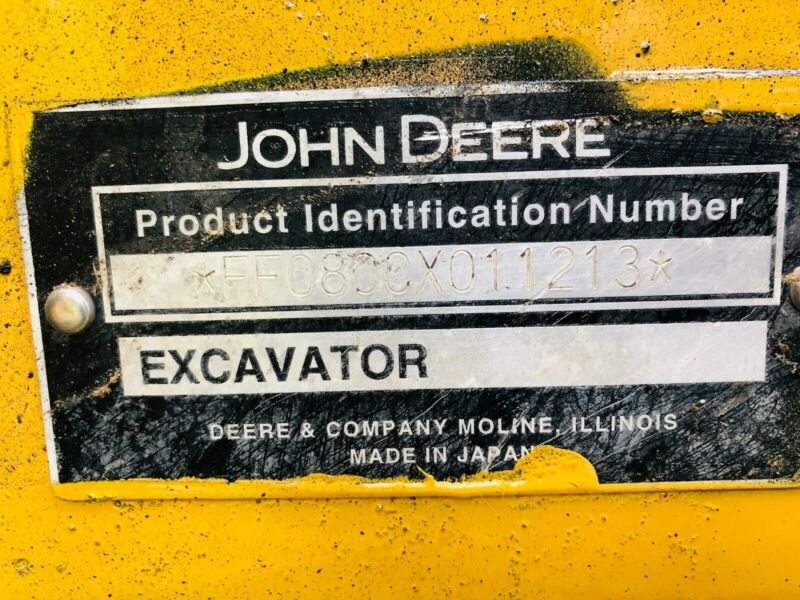 JOHN DEERE
Product Identification Number
*FF080CX011213*
EXCAVATOR
DEERE & COMPANY MOLINE, ILLINOIS
MADE IN JAPAN